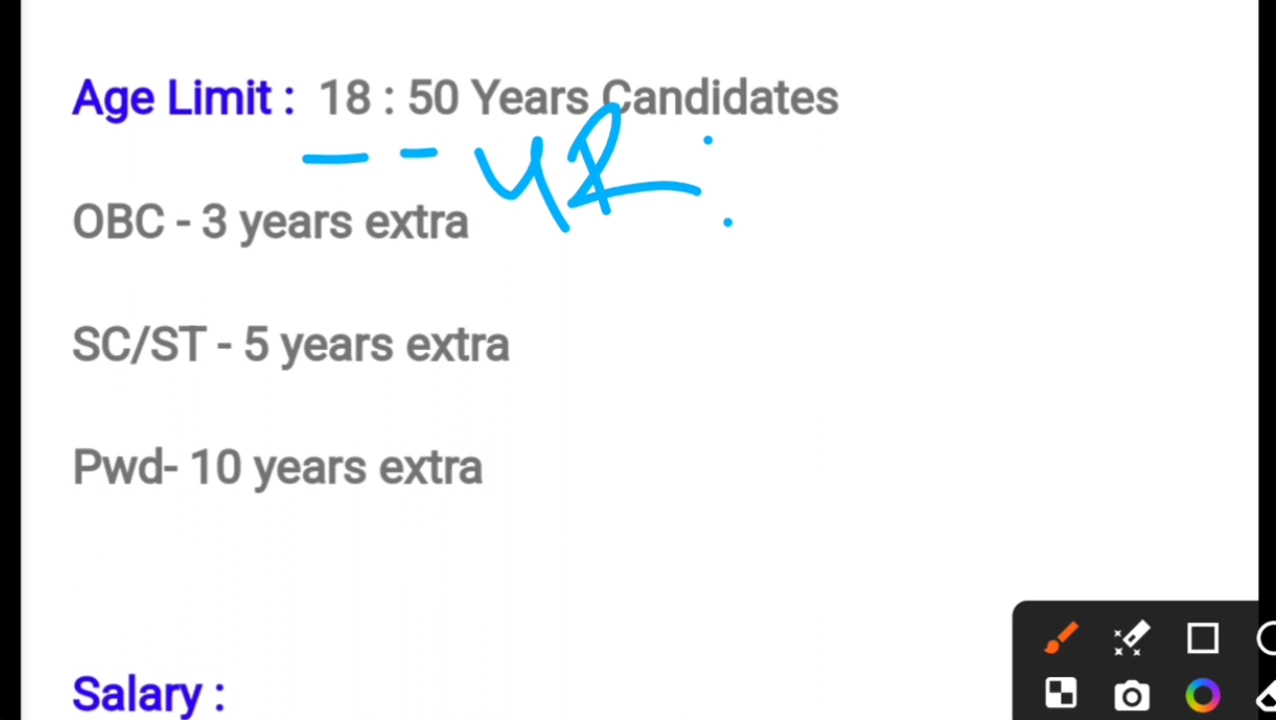 Age Limit : 18 : 50 Years Candidates
YR
OBC - 3 years extra
SC/ST - 5 years extra
Pwd- 10 years extra
Salary :